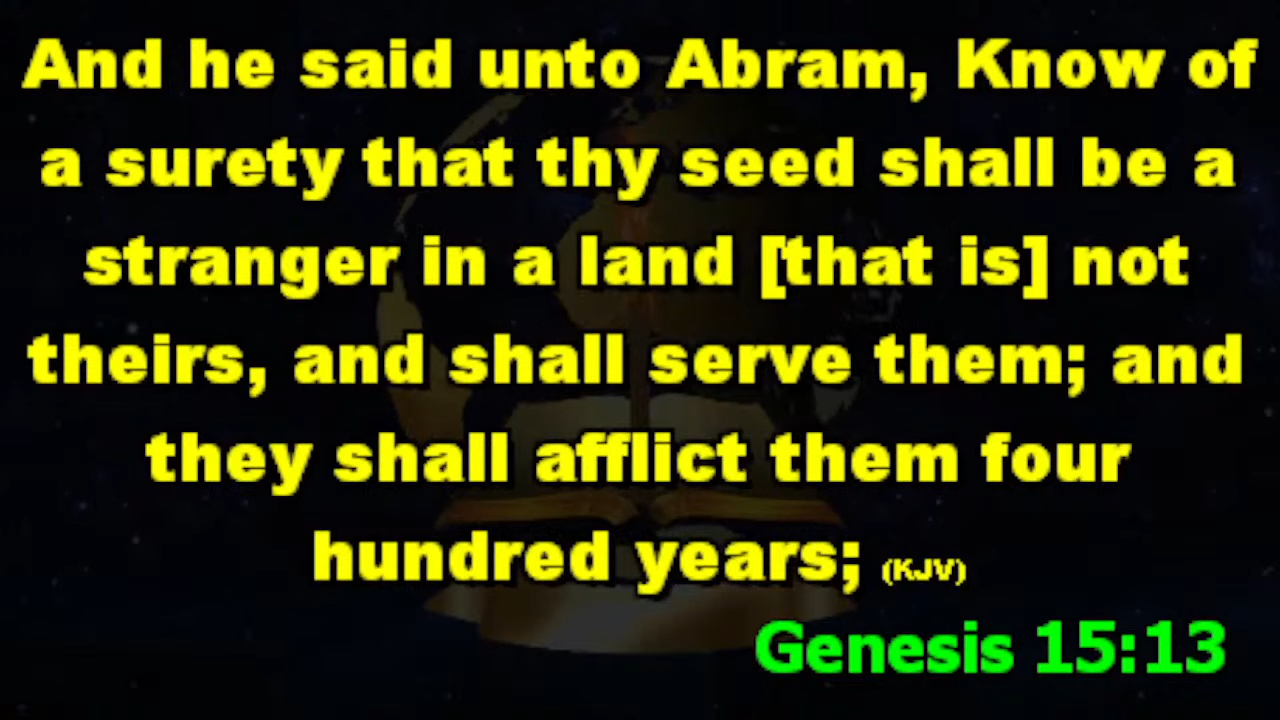 And he said unto Abram, Know of
a surety that thy seed shall be a
stranger in a land [that is] not
theirs, and shall serve them; and
they shall afflict them four
hundred years; (KJV)
Genesis 15:13